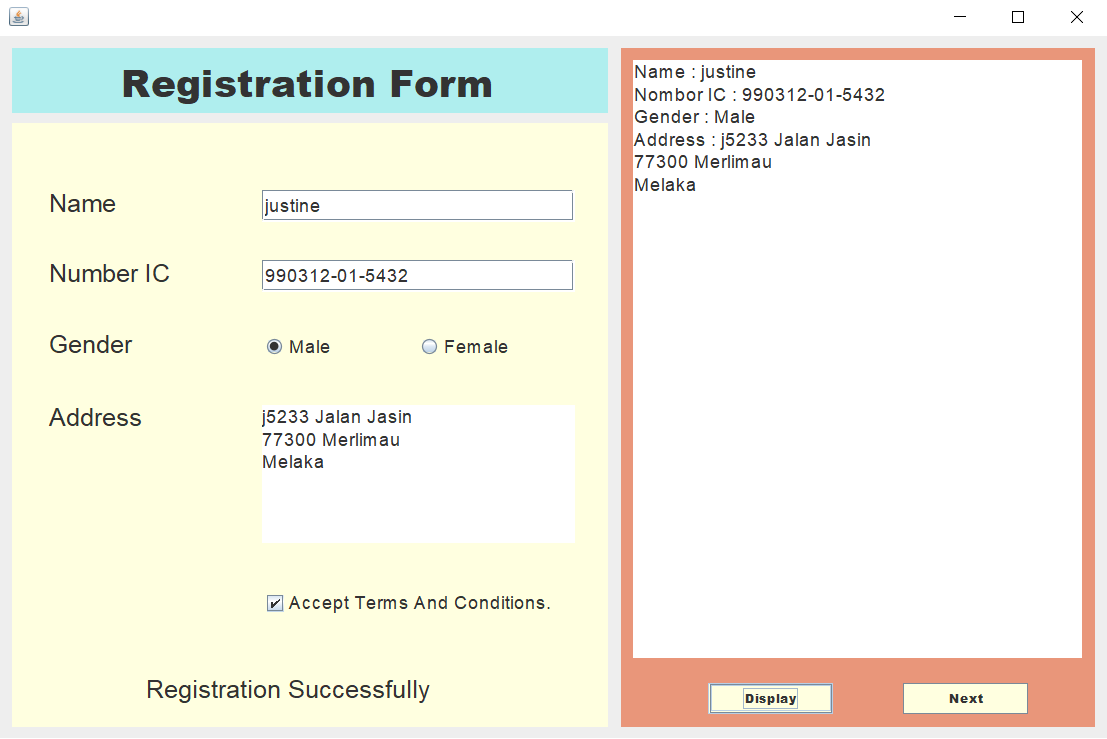 Registration Form
Name
justine
Number IC
990312-01-5432
Gender
Male
Female
Address
j5233 Jalan Jasin
77300 Merlimau
Melaka
Accept Terms And Conditions.
Registration Successfully
Name : justine
Nombor IC : 990312-01-5432
Gender : Male
Address : j5233 Jalan Jasin
77300 Merlimau
Melaka
Display
Next